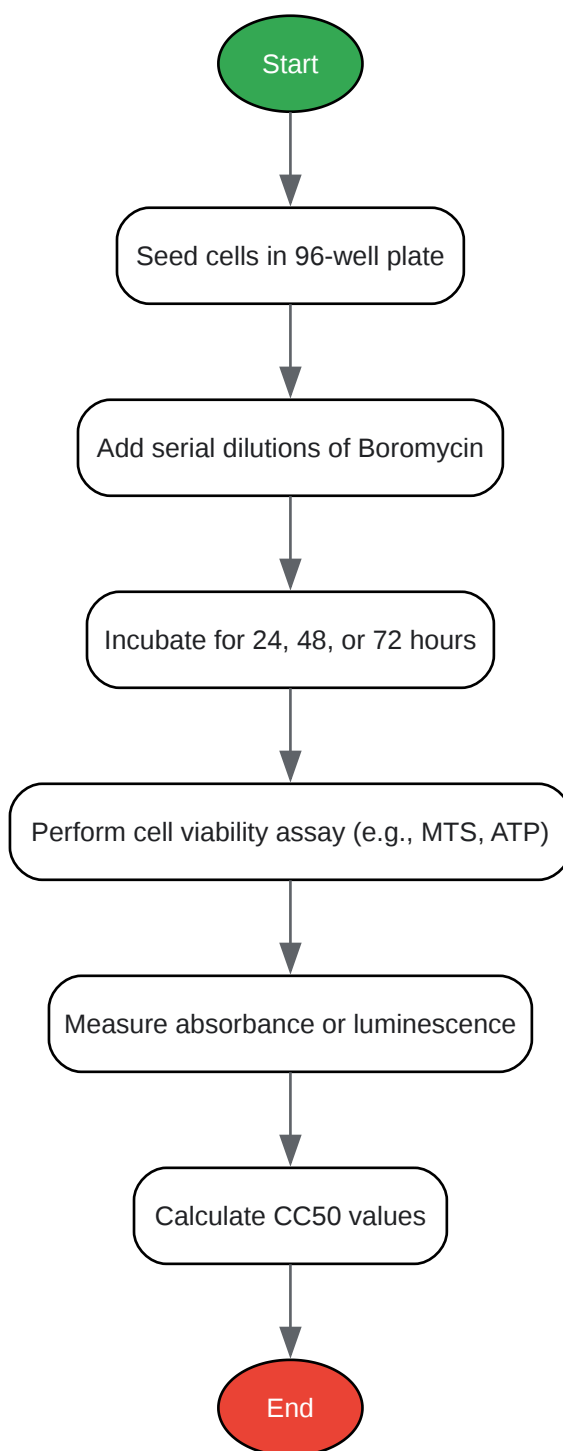 Start
Seed cells in 96-well plate
Add serial dilutions of Boromycin
Incubate for 24, 48, or 72 hours
Perform cell viability assay (e.g., MTS, ATP)
Measure absorbance or luminescence
Calculate CC50 values
End